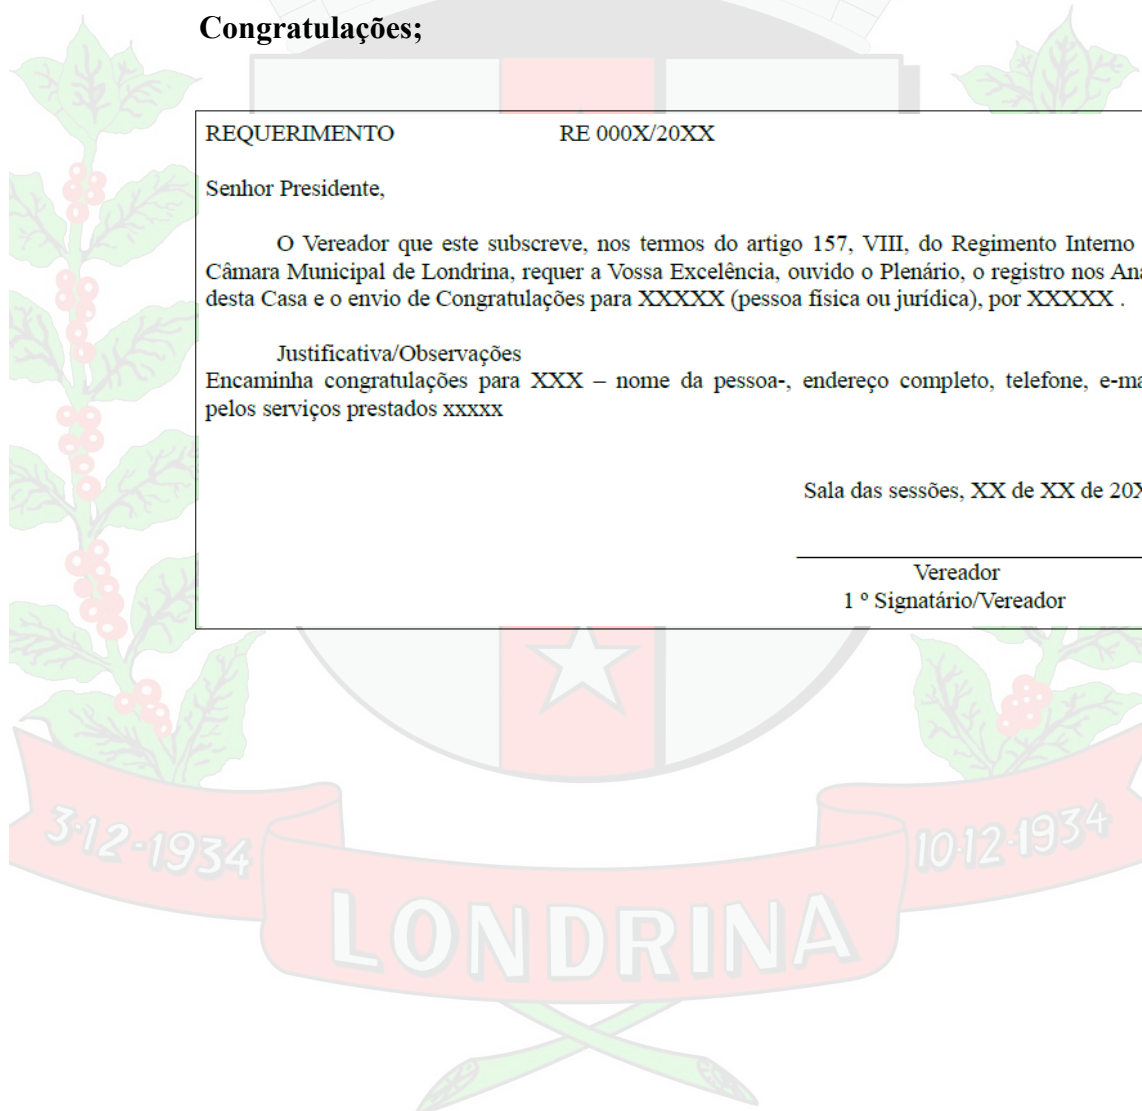 Congratulações;
REQUERIMENTO RE 000X/20XX
Senhor Presidente,
O Vereador que este subscreve, nos termos do artigo 157, VIII, do Regimento Interno
Câmara Municipal de Londrina, requer a Vossa Excelência, ouvido o Plenário, o registro nos
desta Casa e o envio de Congratulações para XXXXX (pessoa física ou jurídica), por XXXXX .
Justificativa/Observações
Encaminha congratulações para XXX – nome da pessoa-, endereço completo, telefone,
pelos serviços prestados xxxxx
Sala das sessões, XX de XX de
Vereador
1 º Signatário/Vereador
3-12-1934
10-12-1934
LONDRINA